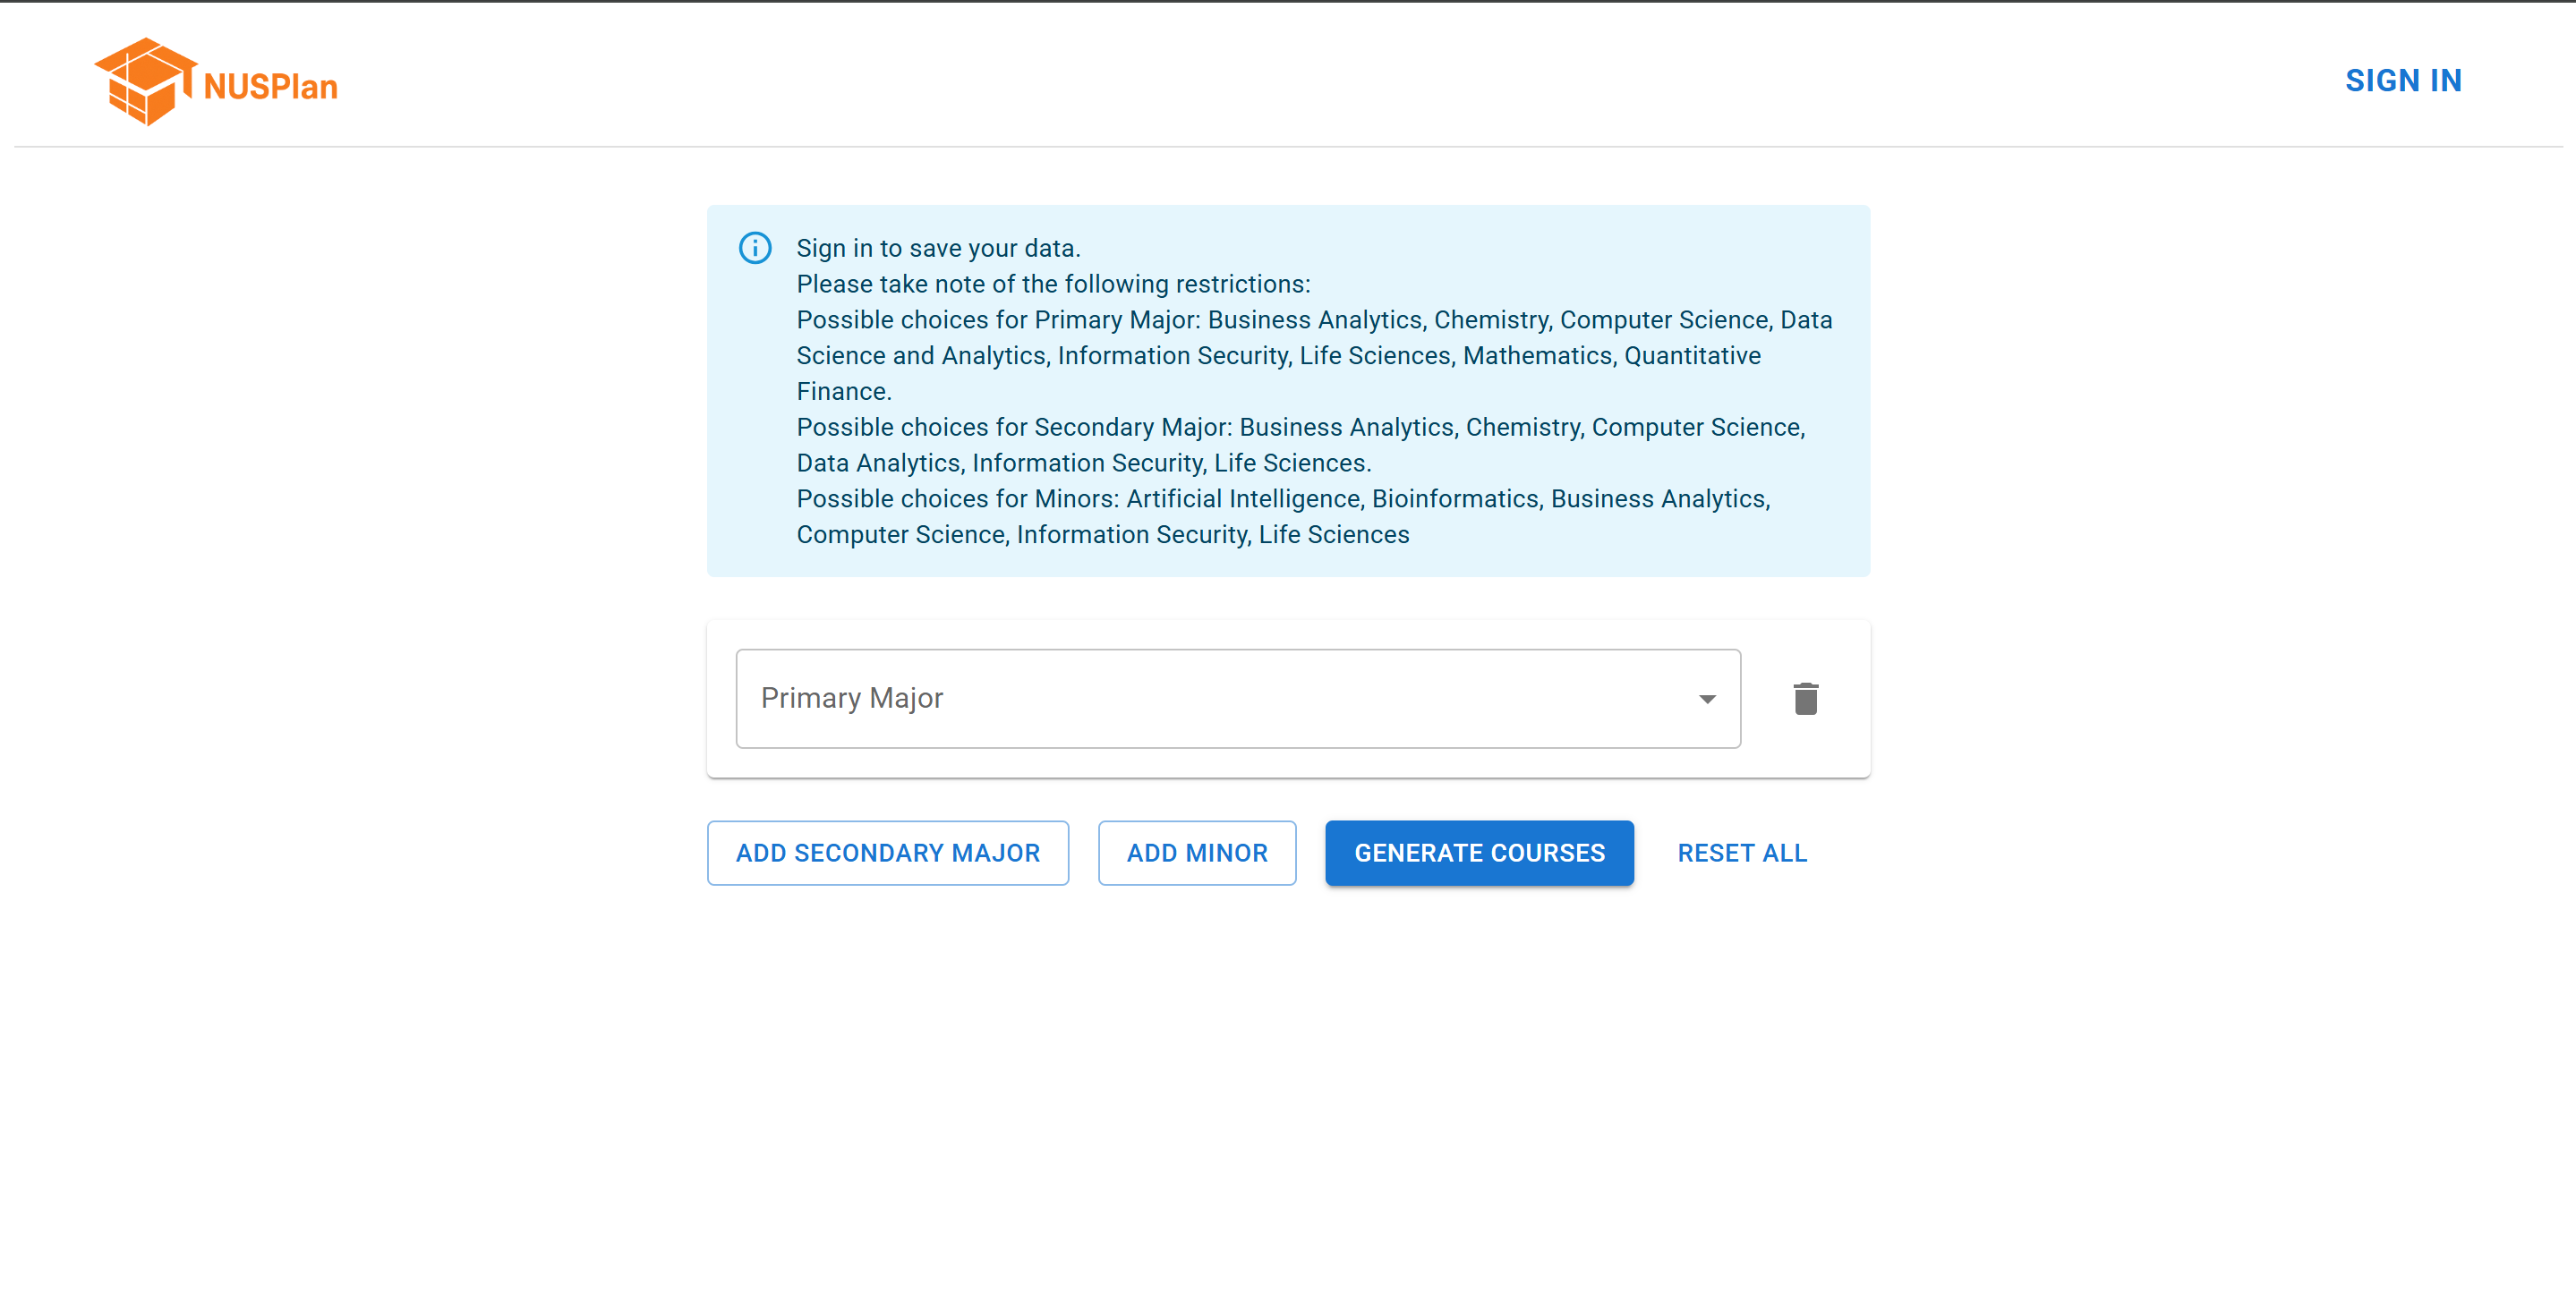 NUSPlan
SIGN IN
Sign in to save your data.
Please take note of the following restrictions:
Possible choices for Primary Major: Business Analytics, Chemistry, Computer Science, Data
Science and Analytics, Information Security, Life Sciences, Mathematics, Quantitative
Finance.
Possible choices for Secondary Major: Business Analytics, Chemistry, Computer Science,
Data Analytics, Information Security, Life Sciences.
Possible choices for Minors: Artificial Intelligence, Bioinformatics, Business Analytics,
Computer Science, Information Security, Life Sciences
Primary Major
ADD SECONDARY MAJOR
ADD MINOR
GENERATE COURSES
RESET ALL